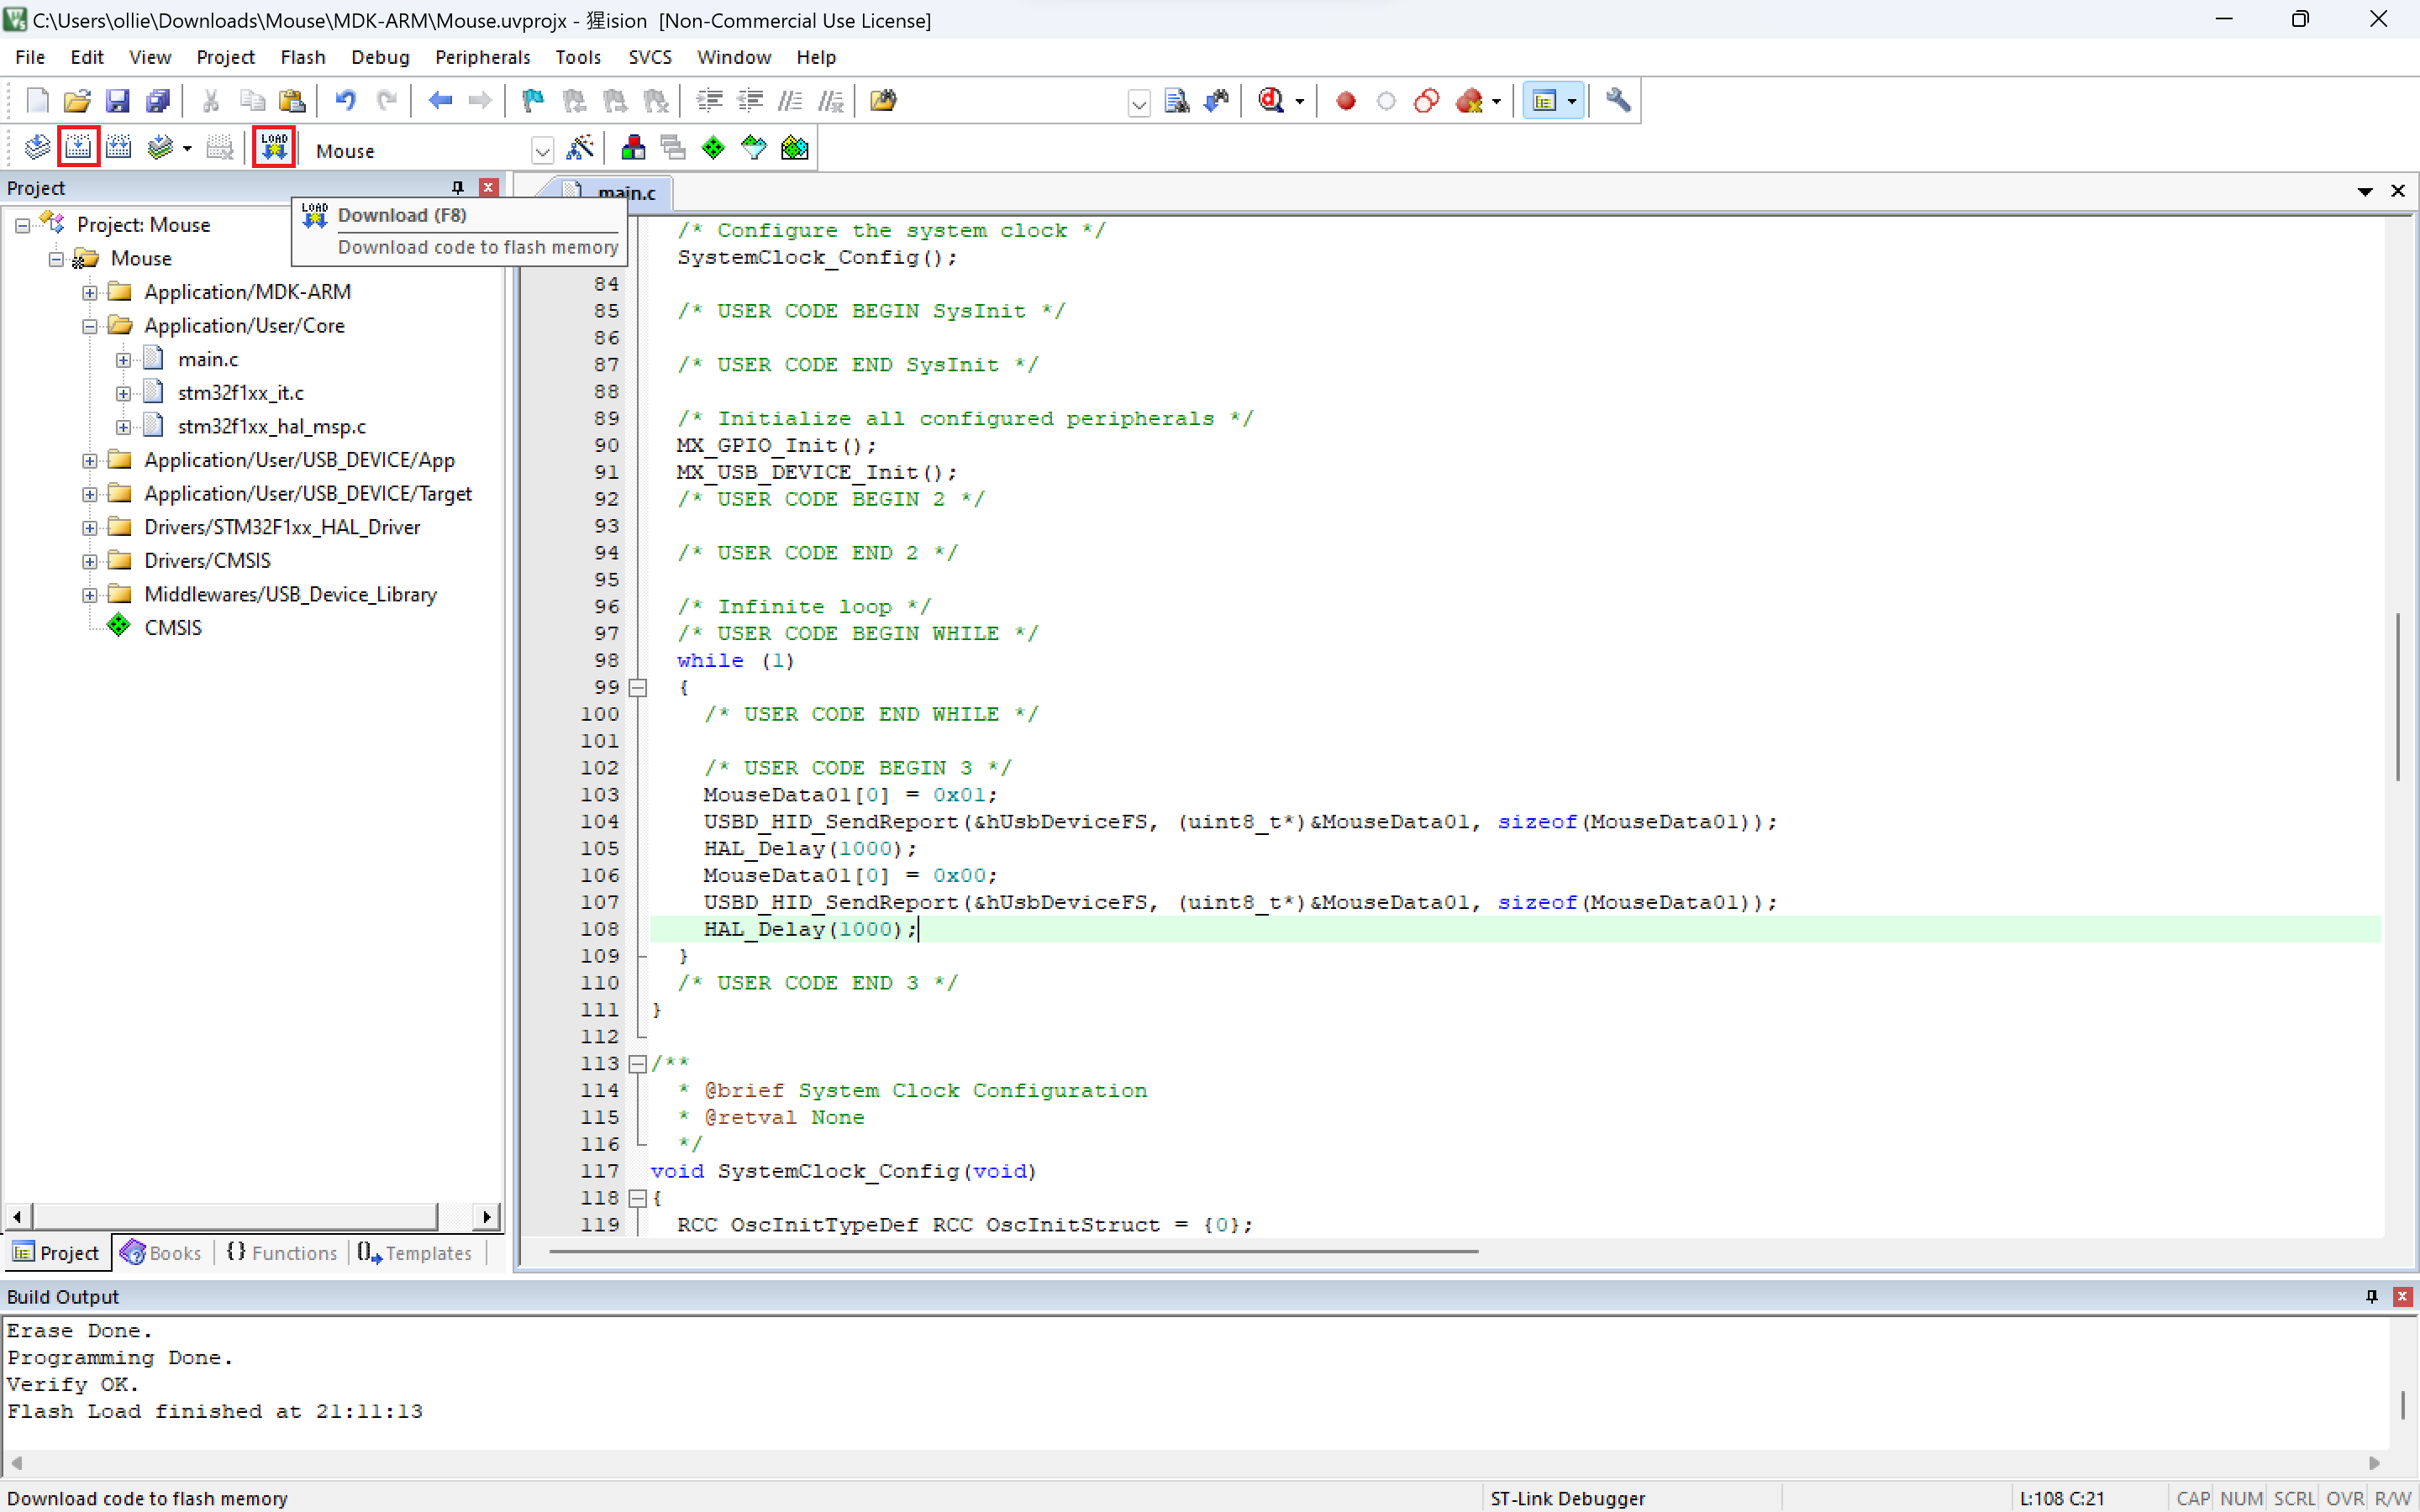 C:\Users\ollie\Downloads\Mouse\MDK-ARM\Mouse.uvprojx - 猩ision [Non-Commercial Use License]
File Edit View Project Flash Debug Peripherals Tools SVCS Window Help
LOAD Mouse
Project
main.c
LOAD Download (F8)
Download code to flash memory
Project: Mouse
Mouse
Application/MDK-ARM
Application/User/Core
main.c
stm32f1xx_it.c
stm32f1xx_hal_msp.c
Application/User/USB_DEVICE/App
Application/User/USB_DEVICE/Target
Drivers/STM32F1xx_HAL_Driver
Drivers/CMSIS
Middlewares/USB_Device_Library
CMSIS
Project Books Functions Templates
/* Configure the system clock */
SystemClock_Config();
84
85 /* USER CODE BEGIN SysInit */
86
87 /* USER CODE END SysInit */
88
89 /* Initialize all configured peripherals */
90 MX_GPIO_Init();
91 MX_USB_DEVICE_Init();
92 /* USER CODE BEGIN 2 */
93
94 /* USER CODE END 2 */
95
96 /* Infinite loop */
97 /* USER CODE BEGIN WHILE */
98 while (1)
99 {
100 /* USER CODE END WHILE */
101
102 /* USER CODE BEGIN 3 */
103 MouseData01[0] = 0x01;
104 USBD_HID_SendReport(&hUsbDeviceFS, (uint8_t*)&MouseData01, sizeof(MouseData01));
105 HAL_Delay(1000);
106 MouseData01[0] = 0x00;
107 USBD_HID_SendReport(&hUsbDeviceFS, (uint8_t*)&MouseData01, sizeof(MouseData01));
108 HAL_Delay(1000);
109 }
110 /* USER CODE END 3 */
111 }
112
113 /**
114 * @brief System Clock Configuration
115 * @retval None
116 */
117 void SystemClock_Config(void)
118 {
119 RCC_OscInitTypeDef RCC_OscInitStruct = {0};
Build Output
Erase Done.
Programming Done.
Verify OK.
Flash Load finished at 21:11:13
Download code to flash memory ST-Link Debugger L:108 C:21 CAP NUM SCRL OVR R/W